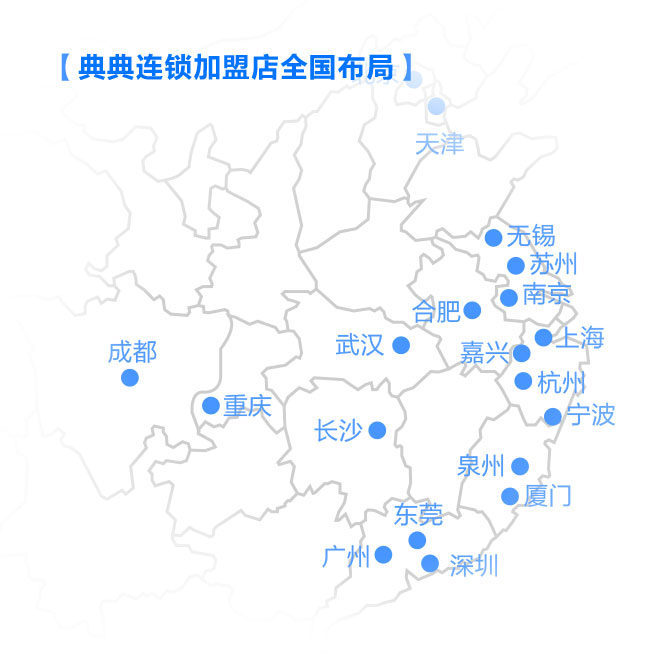 【典典连锁加盟店全国布局】
天津
无锡
苏州
南京
合肥
上海
武汉
嘉兴
成都
杭州
重庆
宁波
长沙
泉州
厦门
东莞
广州
深圳